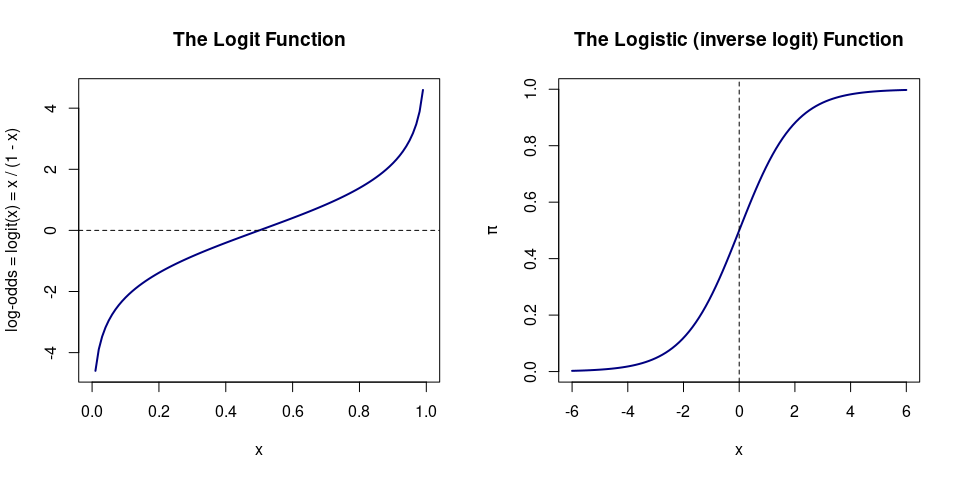 The Logit Function
log-odds = logit(x) = x / (1 - x)
4
2
0
-2
-4
0.0 0.2 0.4 0.6 0.8 1.0
x
The Logistic (inverse logit) Function
π
1.0
0.8
0.6
0.4
0.2
0.0
-6 -4 -2 0 2 4 6
x